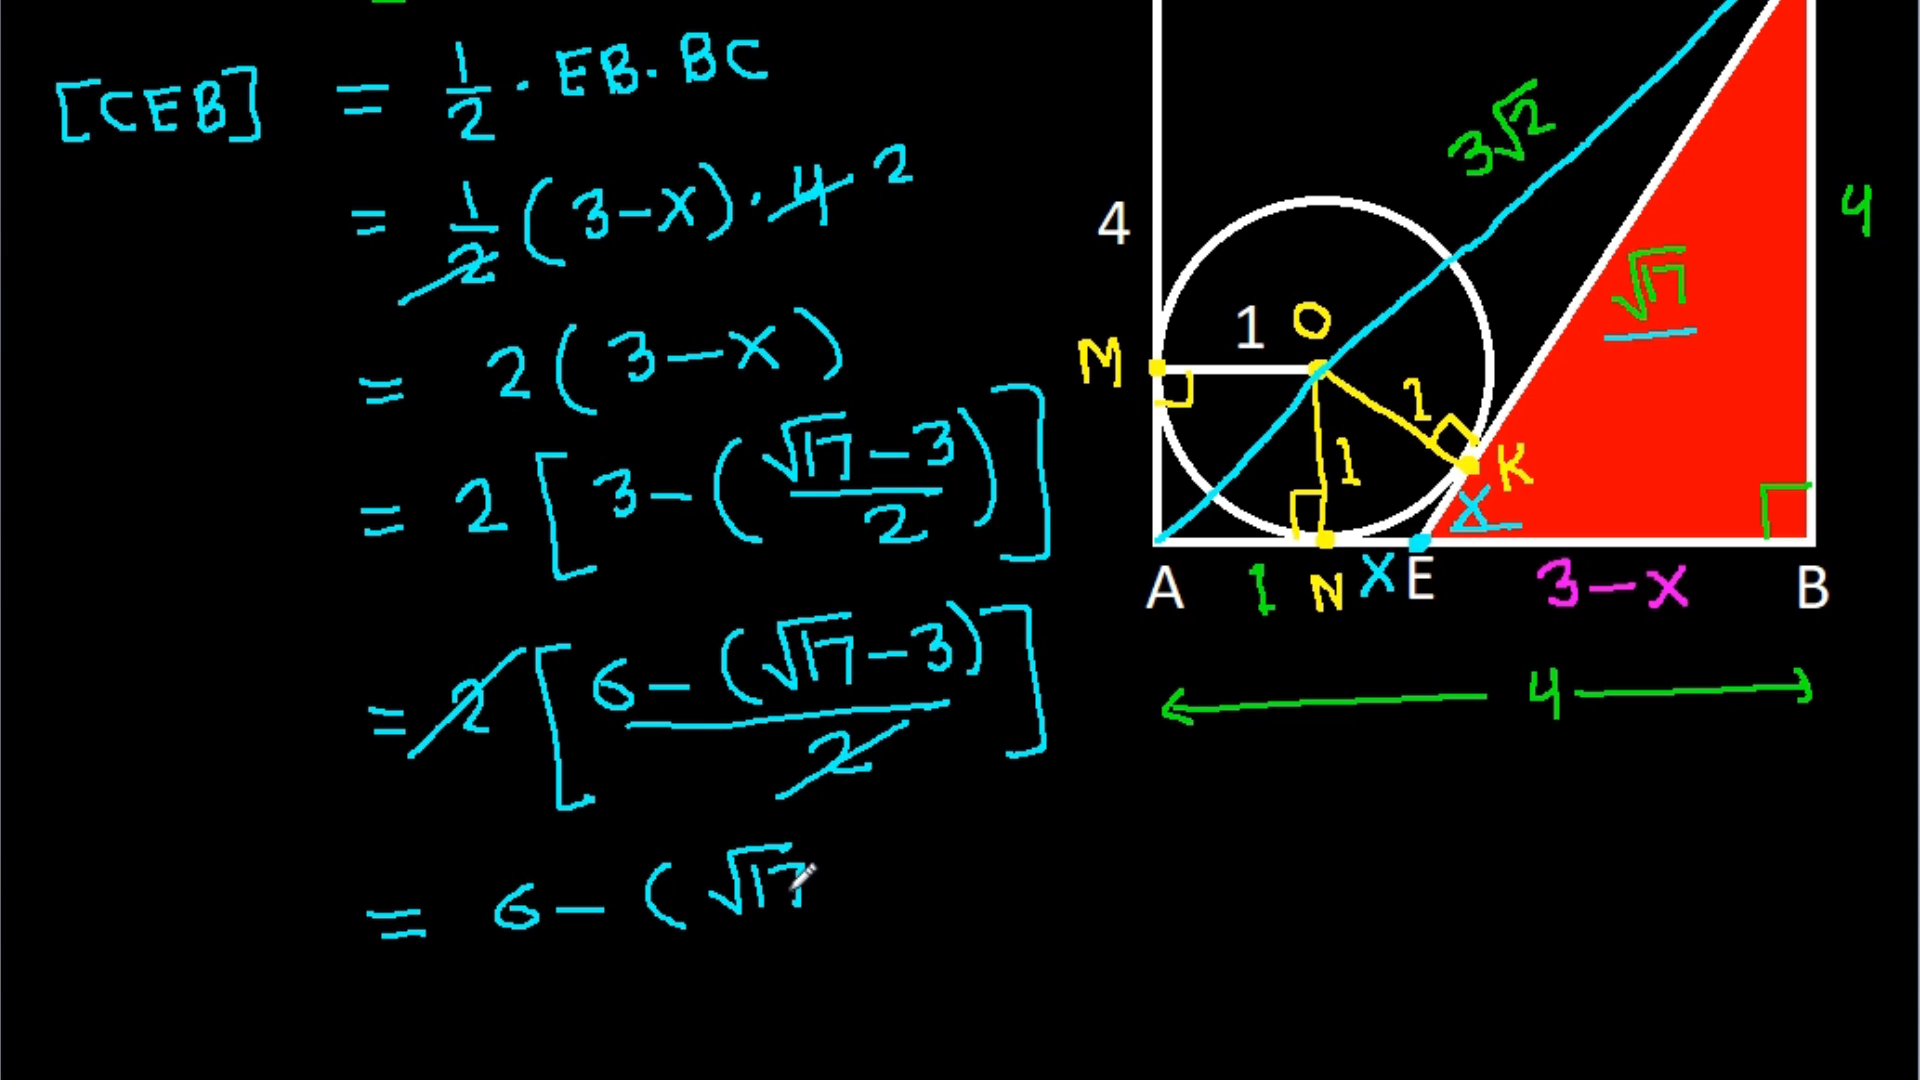 [CEB] = 1/2 · EB · BC
= 1/2 (3-x) · 4 2
= 2(3-x)
= 2[3-((√17-3)/2)]
= 2[(6-(√17-3))/2]
= 6-(√17
3√2
4
4
√17
1 O
M
1
1
K
x
A 1 N x E 3-x B
4